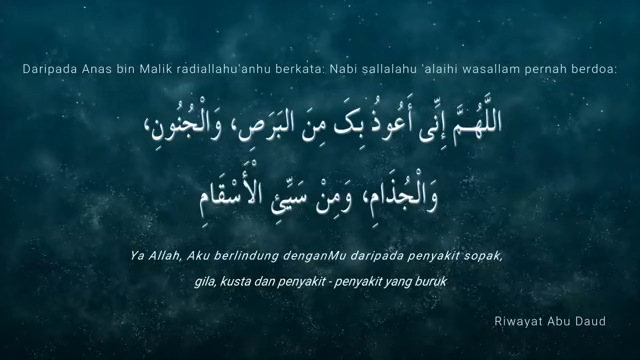 Daripada Anas bin Malik radiallahu'anhu berkata: Nabi sallalahu 'alaihi wasallam pernah berdoa:
اللَّهُمَّ إِنِّى أَعُوذُ بِکَ مِنَ البَرَصِ، وَالْجُنُونِ،
وَالْجُذَامِ، وَمِنْ سَيِّئِ الْأَسْقَامِ
Ya Allah, Aku berlindung denganMu daripada penyakit sopak,
gila, kusta dan penyakit - penyakit yang buruk
Riwayat Abu Daud